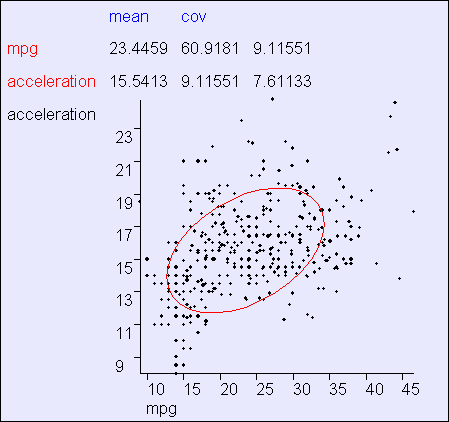 mean cov
mpg 23.4459 60.9181 9.11551
acceleration 15.5413 9.11551 7.61133
acceleration
23
21
19
17
15
13
11
9
10 15 20 25 30 35 40 45
mpg